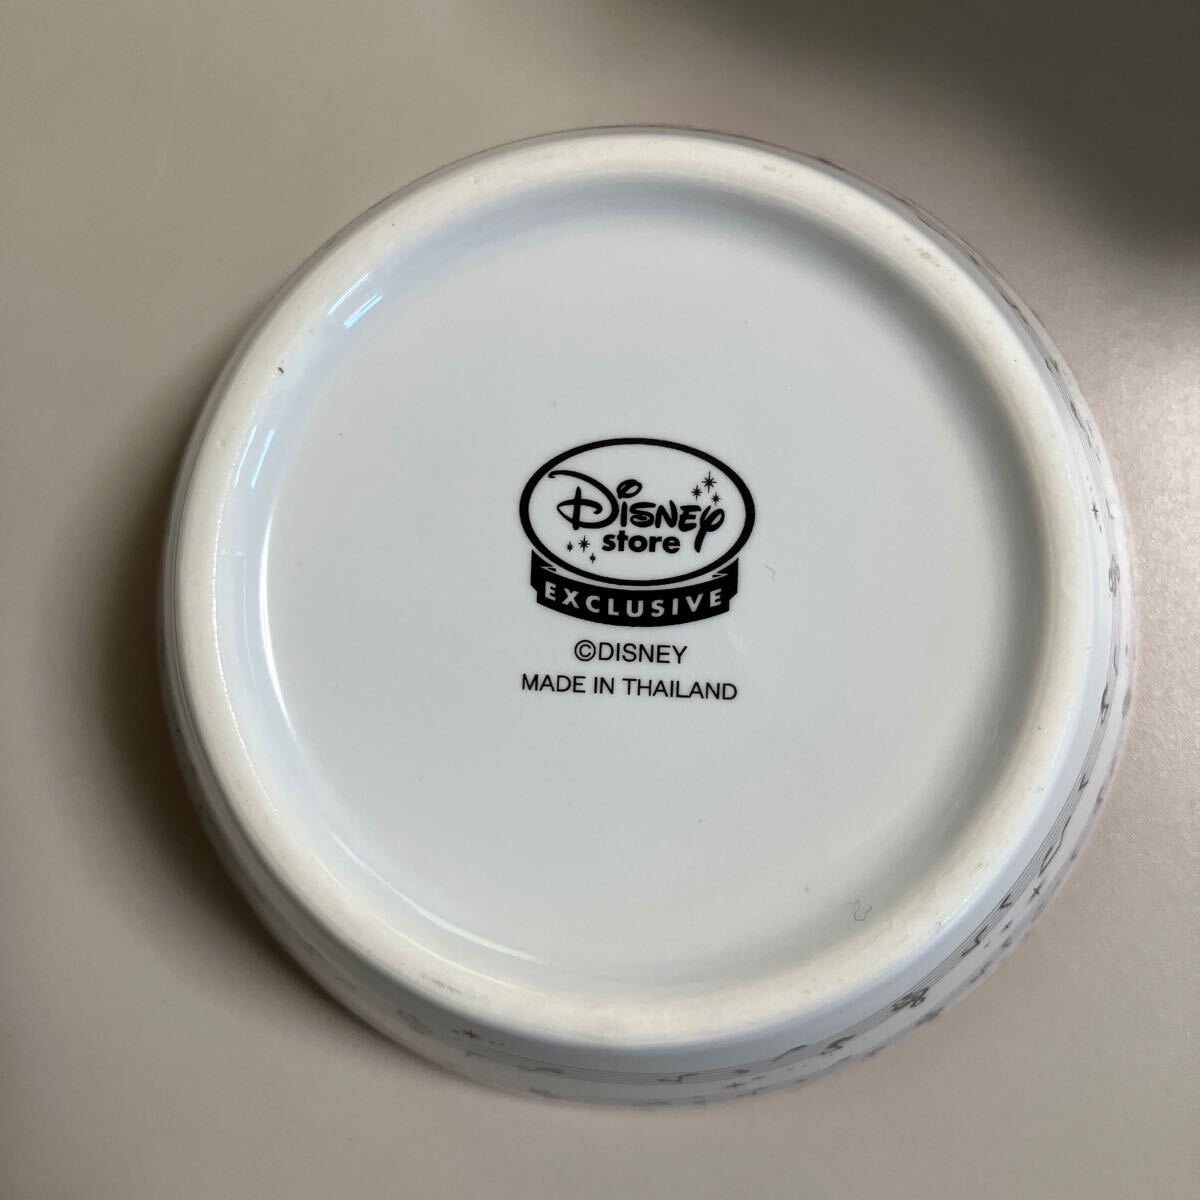 Disney
store
EXCLUSIVE
©DISNEY
MADE IN THAILAND